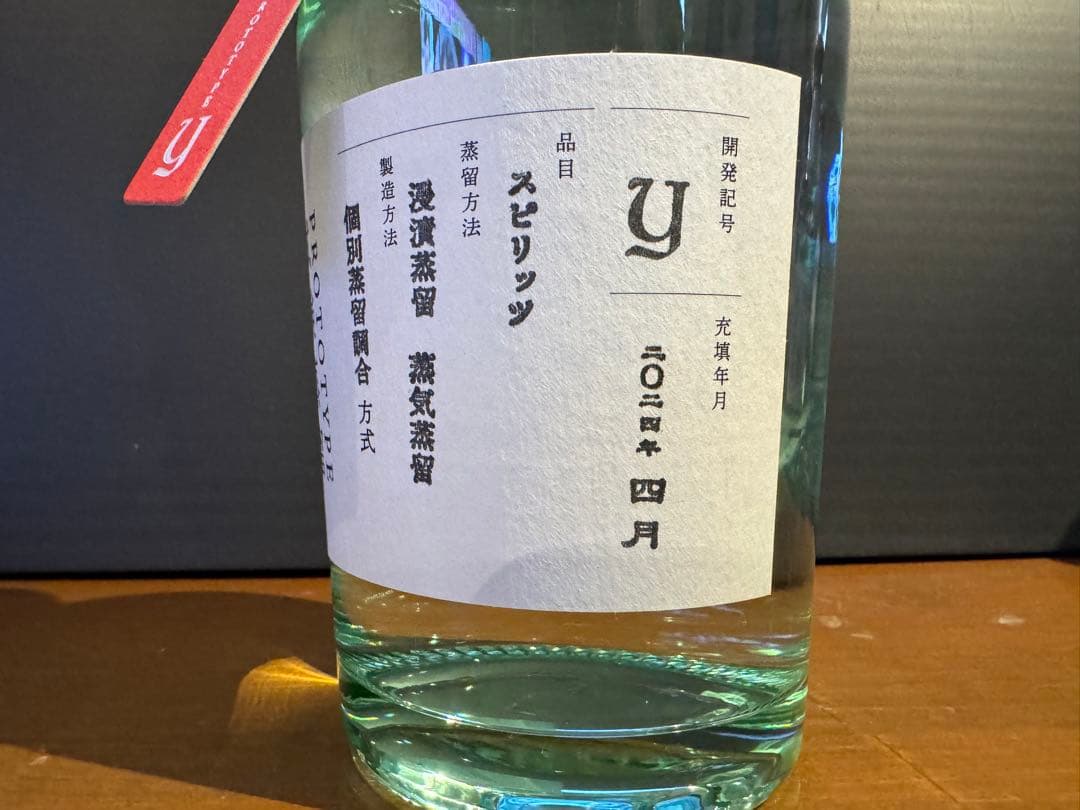 開発記号
y
充填年月
二〇二四年 四月
品目
スピリッツ
蒸留方法
浸漬蒸留 蒸気蒸留
製造方法
個別蒸留調合 方式
PROTOTYPE
y